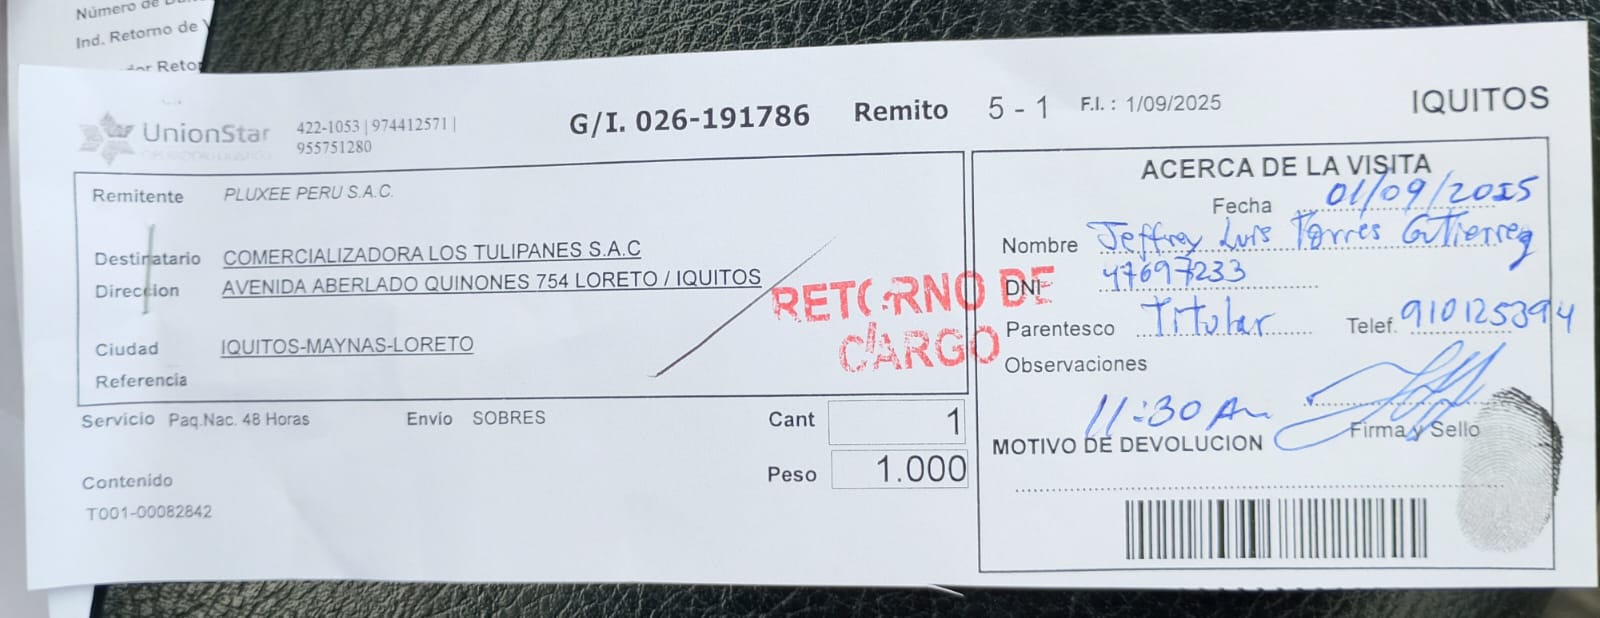 Número de
Ind. Retorno de
Retor
UnionStar
422-1053 | 974412571 |
955751280
G/I. 026-191786 Remito 5 - 1 F.I. : 1/09/2025 IQUITOS
Remitente PLUXEE PERU S.A.C.
Destinatario COMERCIALIZADORA LOS TULIPANES S.A.C
Direccion AVENIDA ABERLADO QUINONES 754 LORETO / IQUITOS
Ciudad IQUITOS-MAYNAS-LORETO
Referencia
RETORNO DE
CARGO
Servicio Paq.Nac. 48 Horas Envío SOBRES Cant 1
Peso 1.000
Contenido
T001-00082842
ACERCA DE LA VISITA
Fecha 01/09/2025
Nombre Jeffrey Luis Torres Gutierrez
DNI 47697233
Parentesco Titular Telef. 910125394
Observaciones
11:30 Am
Firma y Sello
MOTIVO DE DEVOLUCION